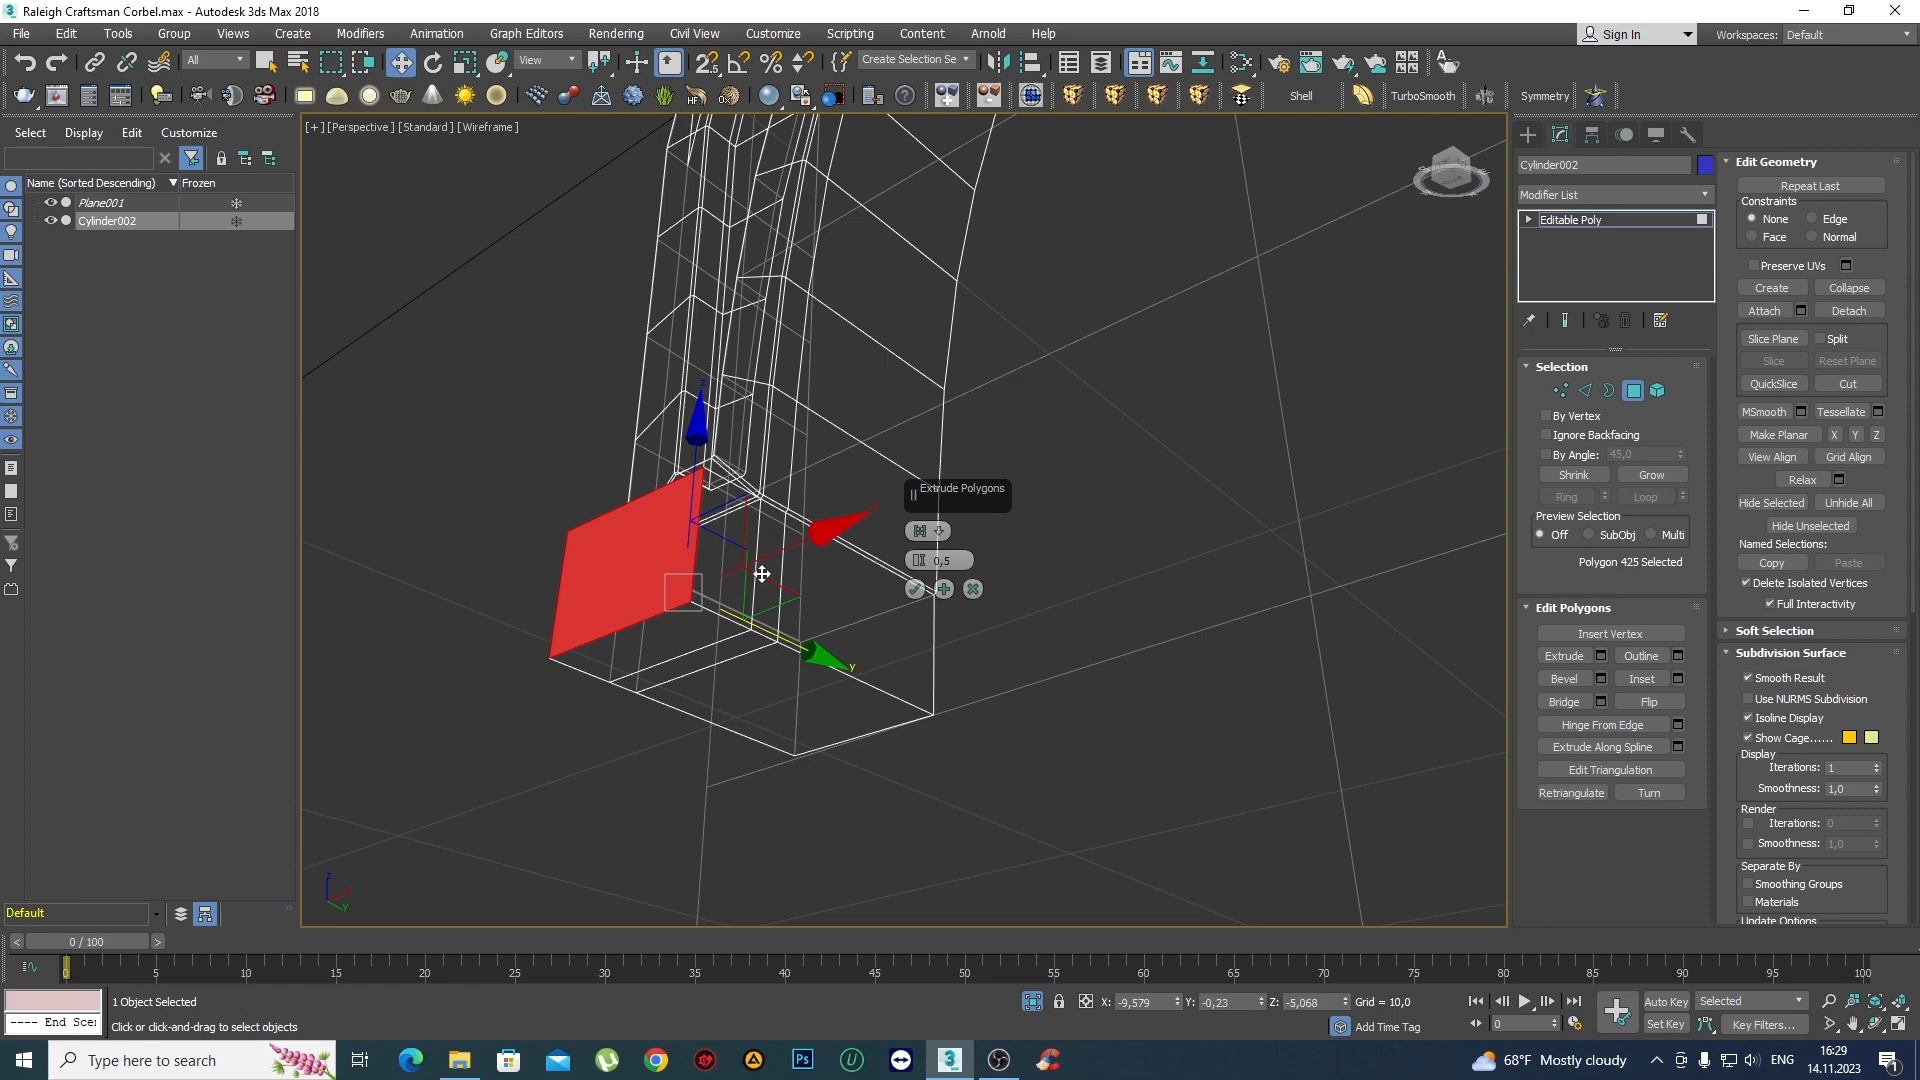 Raleigh Craftsman Corbel.max - Autodesk 3ds Max 2018
File Edit Tools Group Views Create Modifiers Animation Graph Editors Rendering Civil View Customize Scripting Content Arnold Help
Sign In Workspaces: Default
All View Create Selection Se
Shell TurboSmooth Symmetry
Select Display Edit Customize
Name (Sorted Descending) Frozen
Plane001
Cylinder002
[+] [Perspective ] [Standard ] [Wireframe ]
z
x
y
Extrude Polygons
0,5
z
y
Cylinder002
Modifier List
Editable Poly
Selection
By Vertex
Ignore Backfacing
By Angle: 45,0
Shrink Grow
Ring Loop
Preview Selection
Off SubObj Multi
Polygon 425 Selected
Edit Polygons
Insert Vertex
Extrude Outline
Bevel Inset
Bridge Flip
Hinge From Edge
Extrude Along Spline
Edit Triangulation
Retriangulate Turn
Edit Geometry
Repeat Last
Constraints
None Edge
Face Normal
Preserve UVs
Create Collapse
Attach Detach
Slice Plane Split
Slice Reset Plane
QuickSlice Cut
MSmooth Tessellate
Make Planar X Y Z
View Align Grid Align
Relax
Hide Selected Unhide All
Hide Unselected
Named Selections:
Copy Paste
Delete Isolated Vertices
Full Interactivity
Soft Selection
Subdivision Surface
Smooth Result
Use NURMS Subdivision
Isoline Display
Show Cage......
Display
Iterations: 1
Smoothness: 1,0
Render
Iterations: 0
Smoothness: 1,0
Separate By
Smoothing Groups
Materials
Update Options
Default
< 0 / 100 >
0 5 10 15 20 25 30 35 40 45 50 55 60 65 70 75 80 85 90 95 100
1 Object Selected
X: -9,579 Y: -0,23 Z: -5,068 Grid = 10,0
Auto Key Selected
---- End Scei
Click or click-and-drag to select objects
Add Time Tag
0
Set Key Key Filters...
Type here to search
68°F Mostly cloudy
ENG
16:29
14.11.2023
1